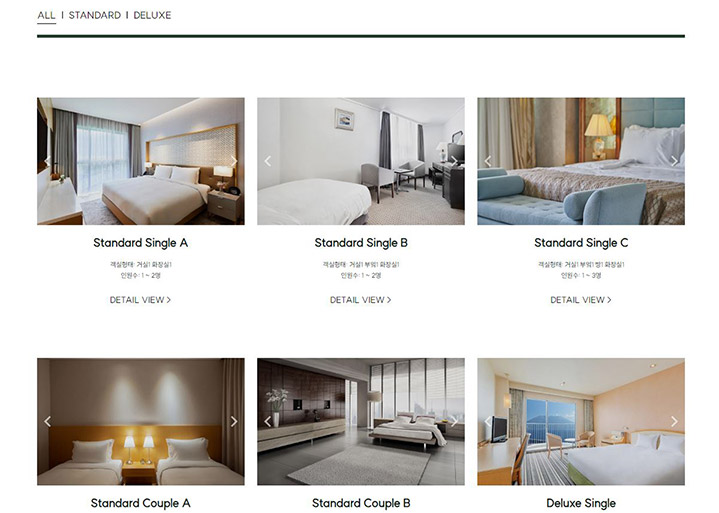 ALL | STANDARD | DELUXE
Standard Single A
객실형태: 거실1 화장실1
인원수: 1 ~ 2명
DETAIL VIEW >
Standard Single B
객실형태: 거실1 부엌1 화장실1
인원수: 1 ~ 2명
DETAIL VIEW >
Standard Single C
객실형태: 거실1 부엌1 방1 화장실1
인원수: 1 ~ 3명
DETAIL VIEW >
Standard Couple A
Standard Couple B
Deluxe Single